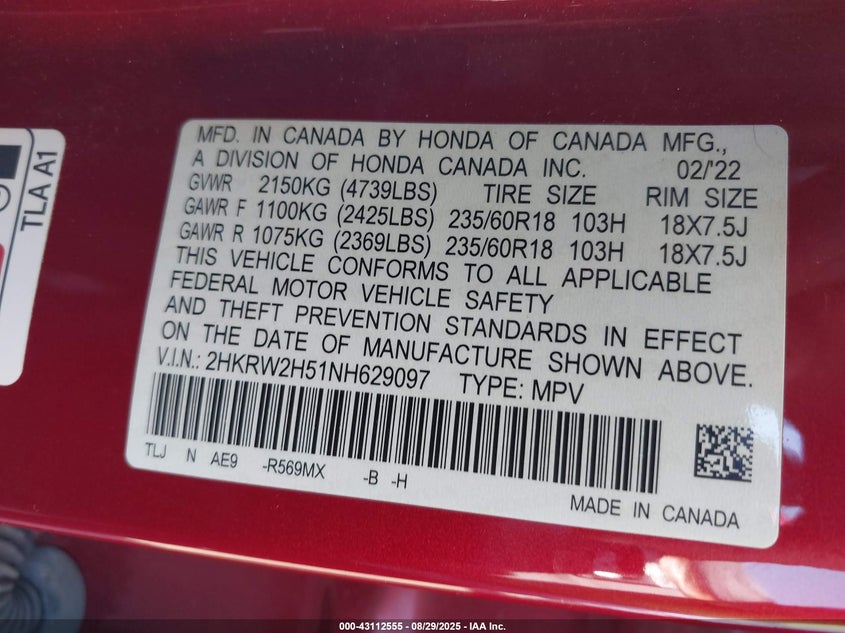 TLA A1
MFD. IN CANADA BY HONDA OF CANADA MFG.,
A DIVISION OF HONDA CANADA INC. 02/'22
GVWR 2150KG (4739LBS) TIRE SIZE RIM SIZE
GAWR F 1100KG (2425LBS) 235/60R18 103H 18X7.5J
GAWR R 1075KG (2369LBS) 235/60R18 103H 18X7.5J
THIS VEHICLE CONFORMS TO ALL APPLICABLE
FEDERAL MOTOR VEHICLE SAFETY
AND THEFT PREVENTION STANDARDS IN EFFECT
ON THE DATE OF MANUFACTURE SHOWN ABOVE.
V.I.N.: 2HKRW2H51NH629097 TYPE: MPV
TLJ N AE9 -R569MX -B -H
MADE IN CANADA
000-43112555 - 08/29/2025 - IAA Inc.